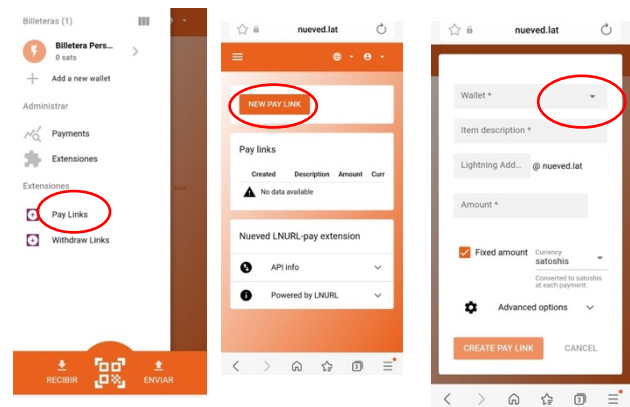 Billeteras (1)
Billetera Pers...
0 sats
Add a new wallet
Administrar
Payments
Extensiones
Extensiones
Pay Links
Withdraw Links
RECIBIR
ENVIAR
nueved.lat
NEW PAY LINK
Pay links
Created Description Amount Curr
No data available
Nueved LNURL-pay extension
API info
Powered by LNURL
3
nueved.lat
Wallet *
Item description *
Lightning Add... @ nueved.lat
Amount *
Fixed amount
Currency
satoshis
Converted to satoshis
at each payment.
Advanced options
CREATE PAY LINK CANCEL
3